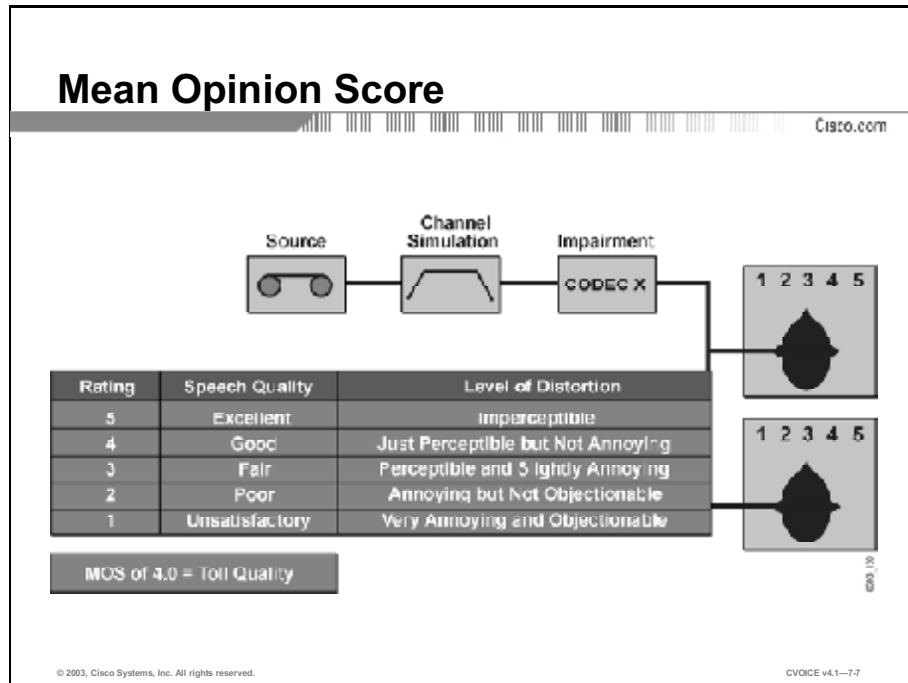 Mean Opinion Score
Cisco.com
Source
Channel
Simulation
Impairment
CODEC X
1 2 3 4 5
Rating Speech Quality Level of Distortion
5 Excellent Imperceptible
4 Good Just Perceptible but Not Annoying
3 Fair Perceptible and Slightly Annoying
2 Poor Annoying but Not Objectionable
1 Unsatisfactory Very Annoying and Objectionable
1 2 3 4 5
MOS of 4.0 = Toll Quality
© 2003, Cisco Systems, Inc. All rights reserved.
CVOICE v4.1—7-7